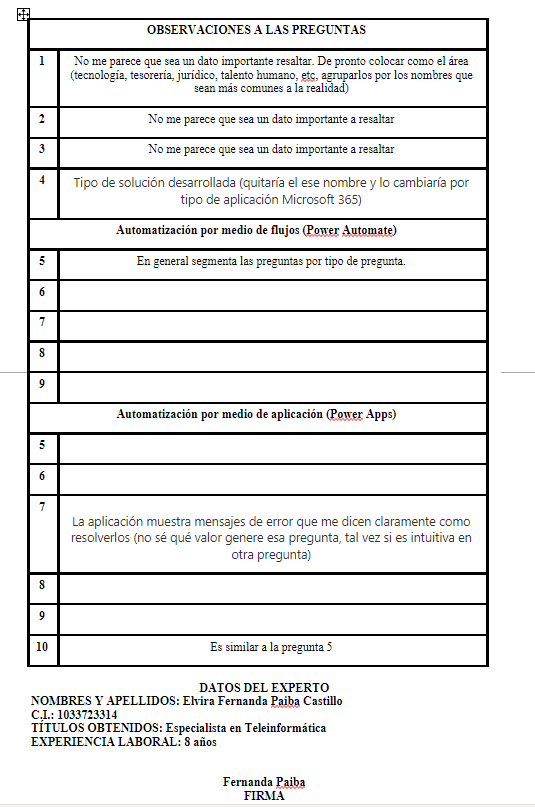 OBSERVACIONES A LAS PREGUNTAS
1 No me parece que sea un dato importante resaltar. De pronto colocar como el área
(tecnología, tesorería, jurídico, talento humano, etc, agruparlos por los nombres que
sean más comunes a la realidad)
2 No me parece que sea un dato importante a resaltar
3 No me parece que sea un dato importante a resaltar
4 Tipo de solución desarrollada (quitaría el ese nombre y lo cambiaría por
tipo de aplicación Microsoft 365)
Automatización por medio de flujos (Power Automate)
5 En general segmenta las preguntas por tipo de pregunta.
6
7
8
9
Automatización por medio de aplicación (Power Apps)
5
6
7 La aplicación muestra mensajes de error que me dicen claramente como
resolverlos (no sé qué valor genere esa pregunta, tal vez si es intuitiva en
otra pregunta)
8
9
10 Es similar a la pregunta 5
DATOS DEL EXPERTO
NOMBRES Y APELLIDOS: Elvira Fernanda Paiba Castillo
C.I.: 1033723314
TÍTULOS OBTENIDOS: Especialista en Teleinformática
EXPERIENCIA LABORAL: 8 años
Fernanda Paiba
FIRMA